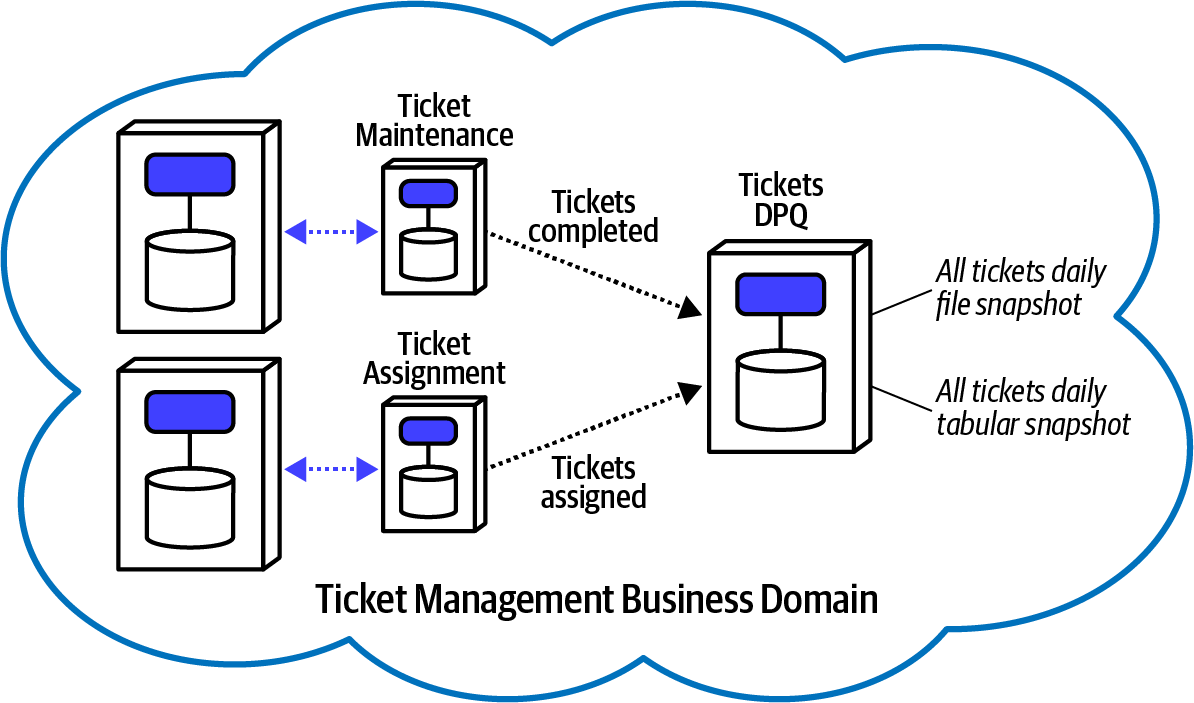 Ticket
Maintenance
Tickets
completed
Tickets
DPQ
All tickets daily
file snapshot
Ticket
Assignment
Tickets
assigned
All tickets daily
tabular snapshot
Ticket Management Business Domain